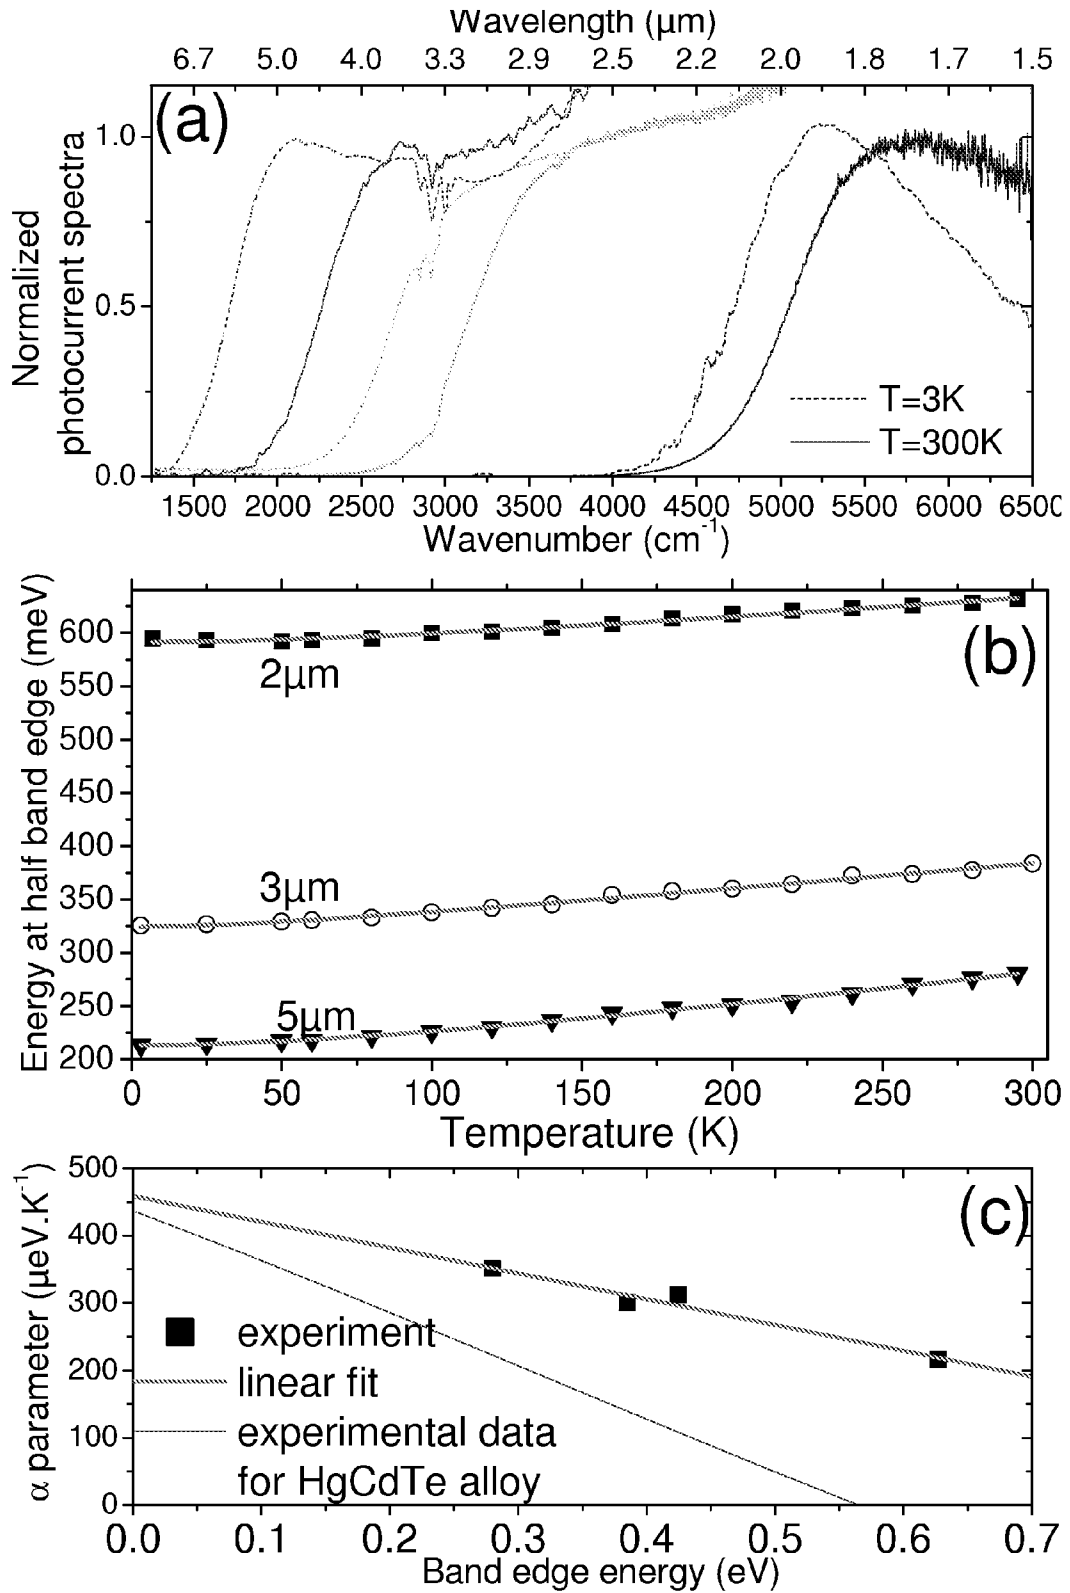 Wavelength (µm)
6.7 5.0 4.0 3.3 2.9 2.5 2.2 2.0 1.8 1.7 1.5
(a)
Normalized
photocurrent spectra
1.0
0.5
0.0
T=3K
T=300K
1500 2000 2500 3000 3500 4000 4500 5000 5500 6000 6500
Wavenumber (cm⁻¹)
(b)
Energy at half band edge (meV)
600
550
500
450
400
350
300
250
200
2µm
3µm
5µm
0 50 100 150 200 250 300
Temperature (K)
(c)
α parameter (µeV.K⁻¹)
500
400
300
200
100
0
experiment
linear fit
experimental data
for HgCdTe alloy
0.0 0.1 0.2 0.3 0.4 0.5 0.6 0.7
Band edge energy (eV)